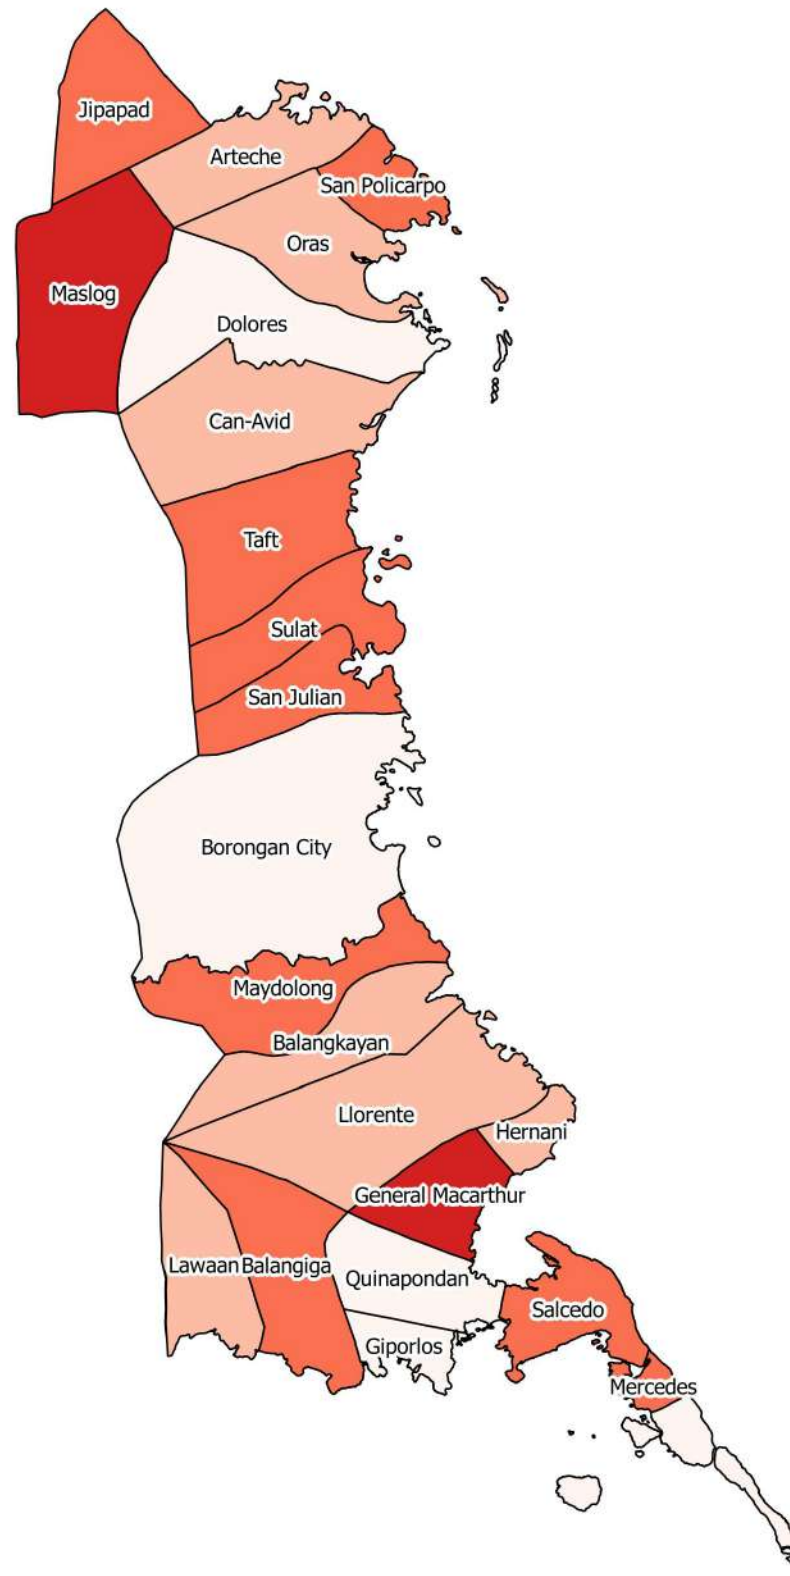 Jipapad
Arteche
San Policarpo
Oras
Maslog
Dolores
Can-Avid
Taft
Sulat
San Julian
Borongan City
Maydolong
Balangkayan
Llorente
Hernani
General Macarthur
Lawaan
Balangiga
Quinapondan
Salcedo
Giporlos
Mercedes